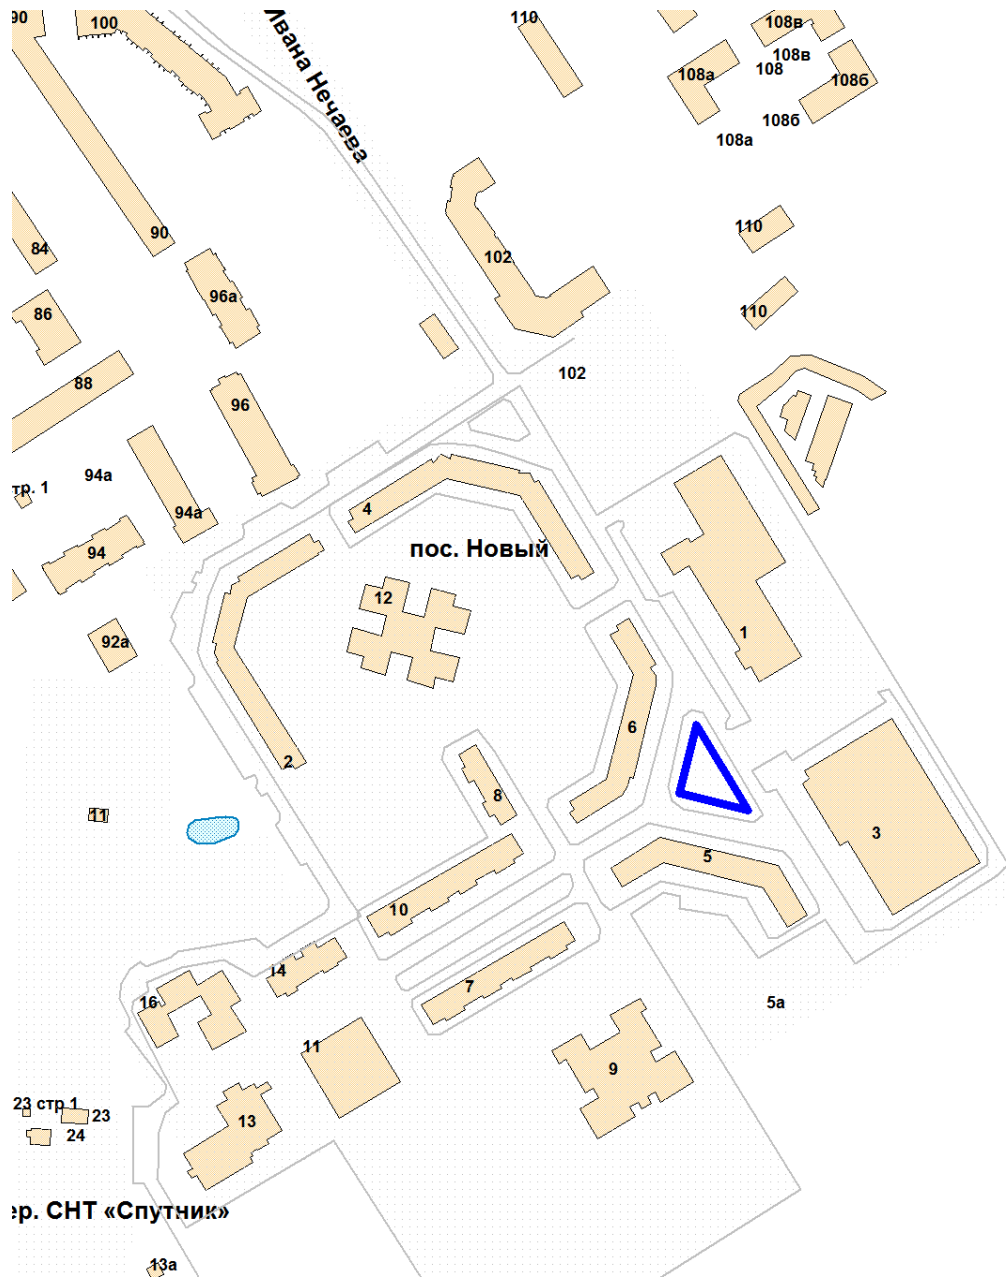 90
100
Ивана Нечаева
110
108в
108в
108
108а
108б
108б
108а
84
90
102
110
96а
86
110
88
102
96
94а
тр. 1
94а
4
94
пос. Новый
12
92а
1
6
2
8
11
3
5
10
14
7
16
5а
11
9
23 стр 1
23
24
13
ер. СНТ «Спутник»
13а